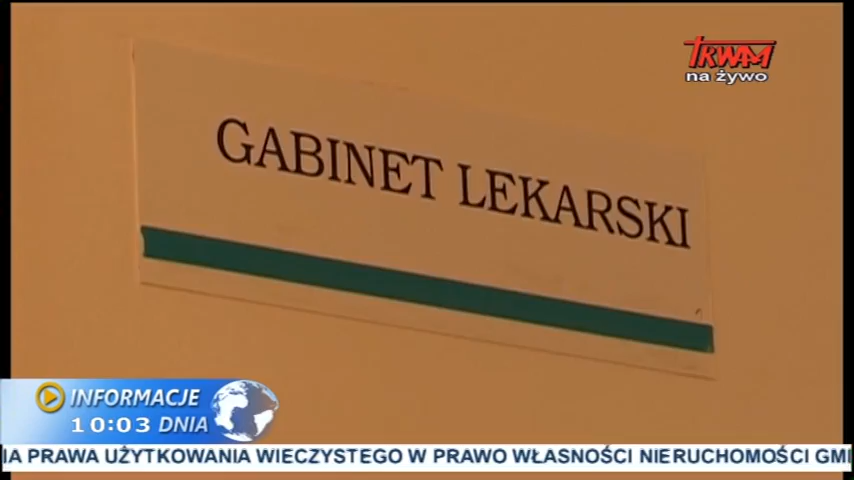 TRWAM
na żywo
GABINET LEKARSKI
INFORMACJE
10:03 DNIA
IA PRAWA UŻYTKOWANIA WIECZYSTEGO W PRAWO WŁASNOŚCI NIERUCHOMOŚCI GMI